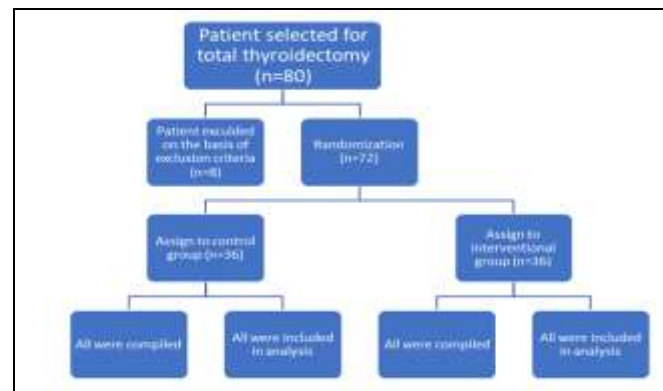 Patient selected for
total thyroidectomy
(n=80)
Patient exculded
on the basis of
exclusion criteria
(n=8)
Randomization
(n=72)
Assign to control
group (n=36)
Assign to
interventional
group (n=36)
All were compiled
All were included
in analysis
All were compiled
All were included
in analysis